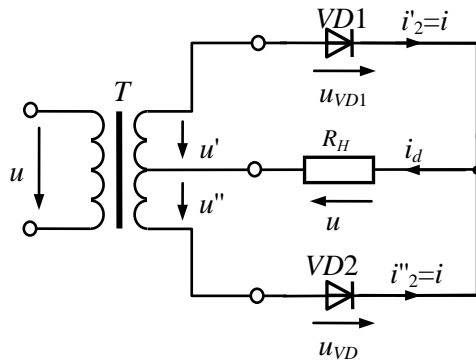 VD1
i'2=i
T
uVD1
u'
RH
id
u
u''
u
VD2
i''2=i
uVD